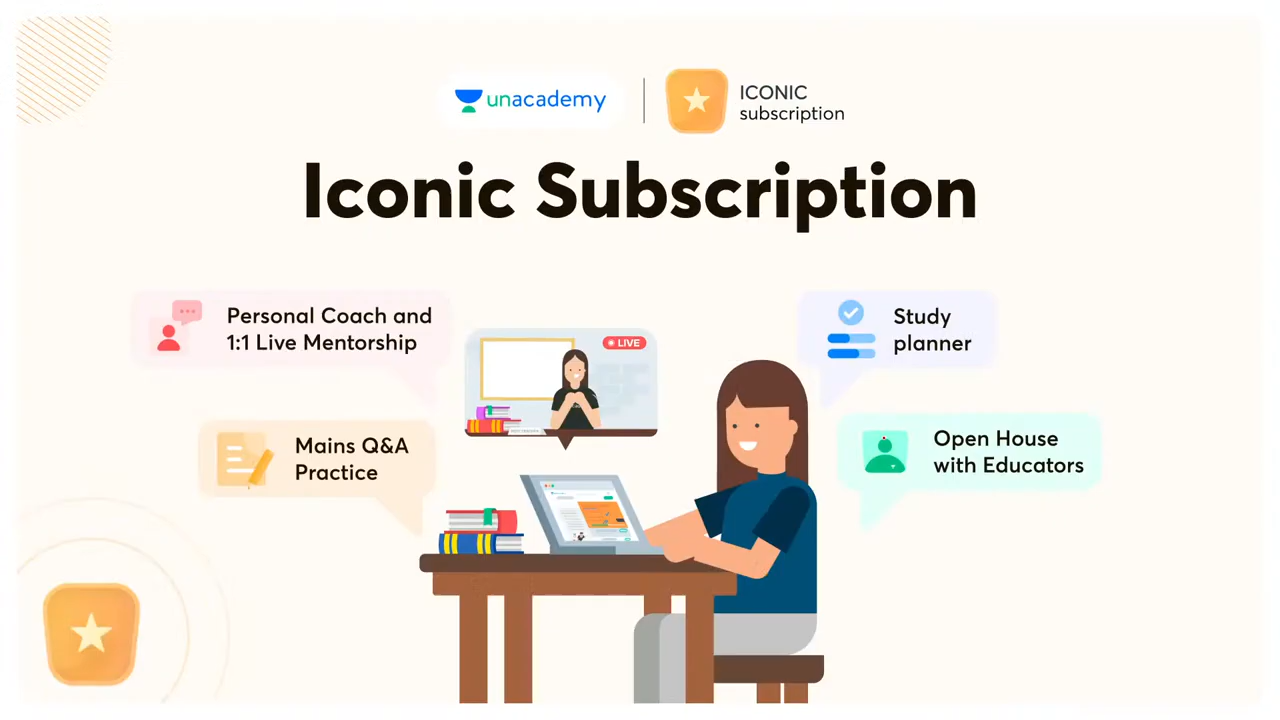 unacademy
ICONIC
subscription
Iconic Subscription
Personal Coach and
1:1 Live Mentorship
Study
planner
LIVE
Mains Q&A
Practice
Open House
with Educators